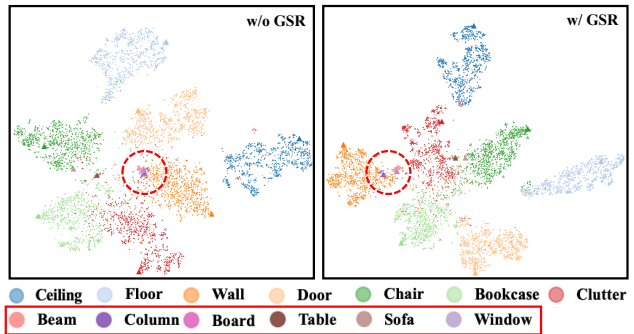 w/o GSR
w/ GSR
Ceiling Floor Wall Door Chair Bookcase Clutter
Beam Column Board Table Sofa Window